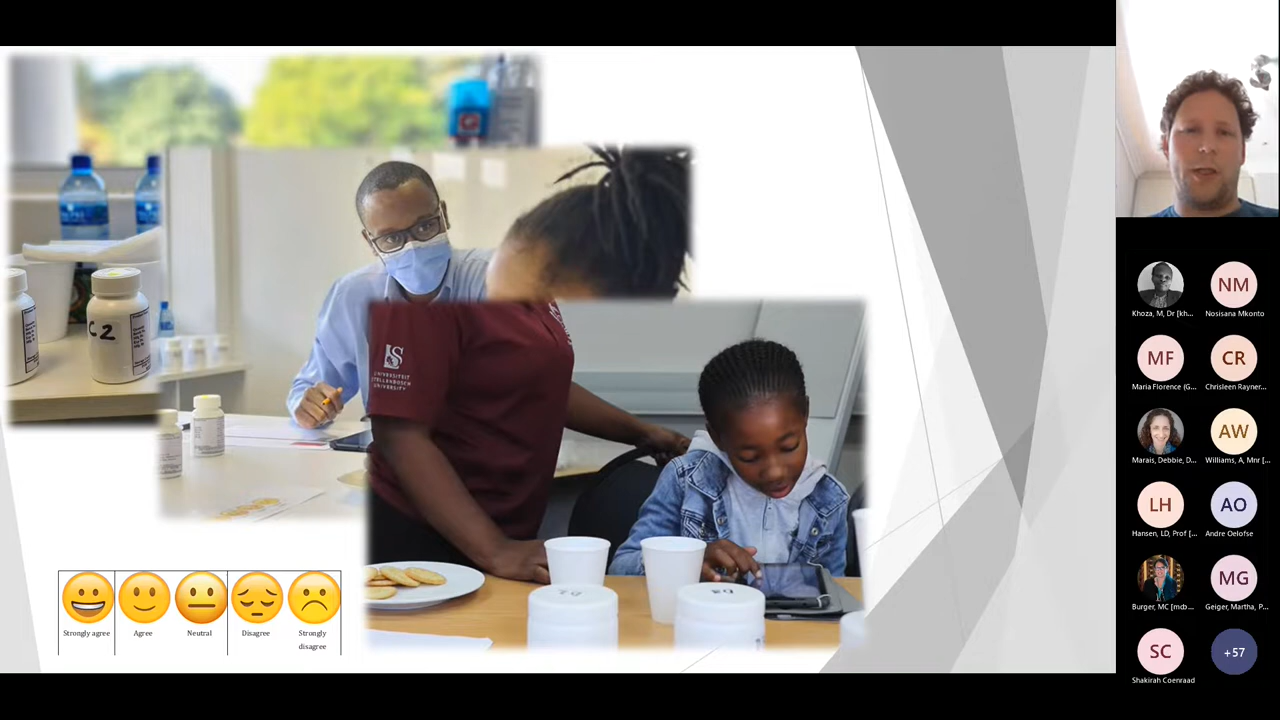 C 2
UNIVERSITEIT
STELLENBOSCH
UNIVERSITY
Strongly agree
Agree
Neutral
Disagree
Strongly
disagree
Khoza, M, Dr [kh...
NM
Nosisana Mkonto
MF
Maria Florence (G...
CR
Chrisleen Rayner...
Marais, Debbie, D...
AW
Williams, A, Mnr [...
LH
Hansen, LD, Prof [...
AO
Andre Oelofse
Burger, MC [mcb...
MG
Geiger, Martha, P...
SC
Shakirah Coenraad
+57